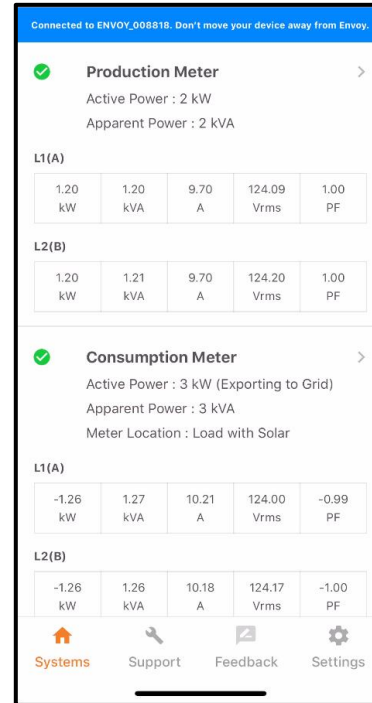 Connected to ENVOY_008818. Don't move your device away from Envoy.
Production Meter
Active Power : 2 kW
Apparent Power : 2 kVA
L1(A)
1.20 1.20 9.70 124.09 1.00
kW kVA A Vrms PF
L2(B)
1.20 1.21 9.70 124.20 1.00
kW kVA A Vrms PF
Consumption Meter
Active Power : 3 kW (Exporting to Grid)
Apparent Power : 3 kVA
Meter Location : Load with Solar
L1(A)
-1.26 1.27 10.21 124.00 -0.99
kW kVA A Vrms PF
L2(B)
-1.26 1.26 10.18 124.17 -1.00
kW kVA A Vrms PF
Systems Support Feedback Settings